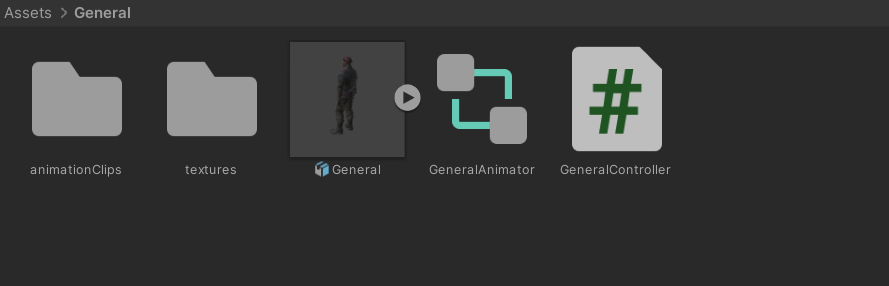 Assets > General
animationClips
textures
General
GeneralAnimator
GeneralController